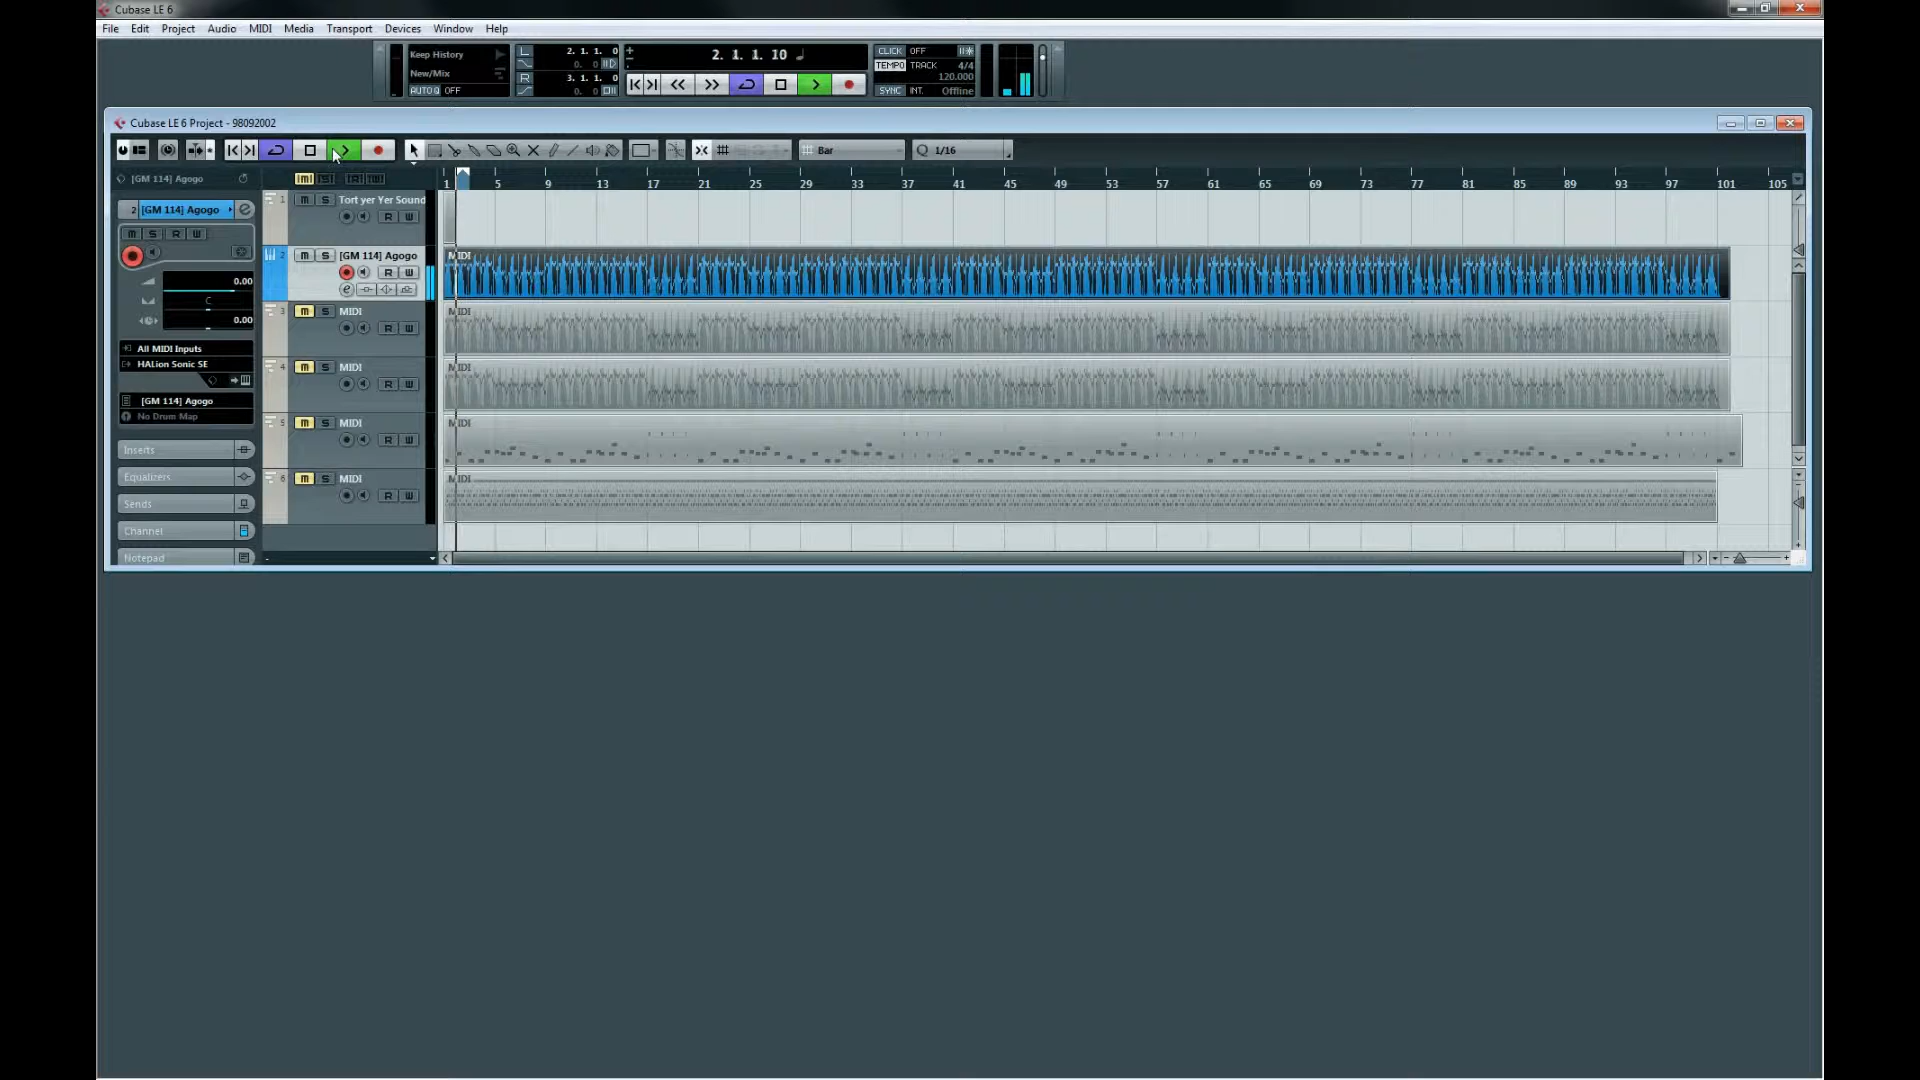 Cubase LE 6
File Edit Project Audio MIDI Media Transport Devices Window Help
Keep History
New/Mix
AUTO Q OFF
L 2. 1. 1. 0
0. 0
R 3. 1. 1. 0
0. 0
2. 1. 1. 10
CLICK OFF
TEMPO TRACK 4/4
120.000
SYNC INT. Offline
Cubase LE 6 Project - 98092002
Bar
Q 1/16
[GM 114] Agogo
1 5 9 13 17 21 25 29 33 37 41 45 49 53 57 61 65 69 73 77 81 85 89 93 97 101 105
2 [GM 114] Agogo
M S R W
0.00
C
0.00
All MIDI Inputs
HALion Sonic SE
[GM 114] Agogo
No Drum Map
Inserts
Equalizers
Sends
Channel
Notepad
1 m S Tort yer Yer Sound
R W
2 m S [GM 114] Agogo
R W
e
MIDI
3 m S MIDI
R W
MIDI
4 m S MIDI
R W
MIDI
5 m S MIDI
R W
MIDI
6 m S MIDI
R W
MIDI